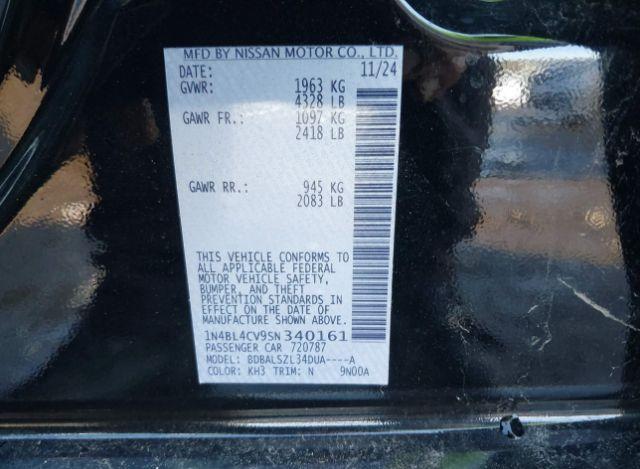 MFD BY NISSAN MOTOR CO., LTD.
DATE: 11/24
GVWR: 1963 KG
4328 LB
GAWR FR.: 1097 KG
2418 LB
GAWR RR.: 945 KG
2083 LB
THIS VEHICLE CONFORMS TO
ALL APPLICABLE FEDERAL
MOTOR VEHICLE SAFETY,
BUMPER, AND THEFT
PREVENTION STANDARDS IN
EFFECT ON THE DATE OF
MANUFACTURE SHOWN ABOVE.
1N4BL4CV9SN340161
PASSENGER CAR 720787
MODEL: BDBALSZL34DUA----A
COLOR: KH3 TRIM: N 9N00A